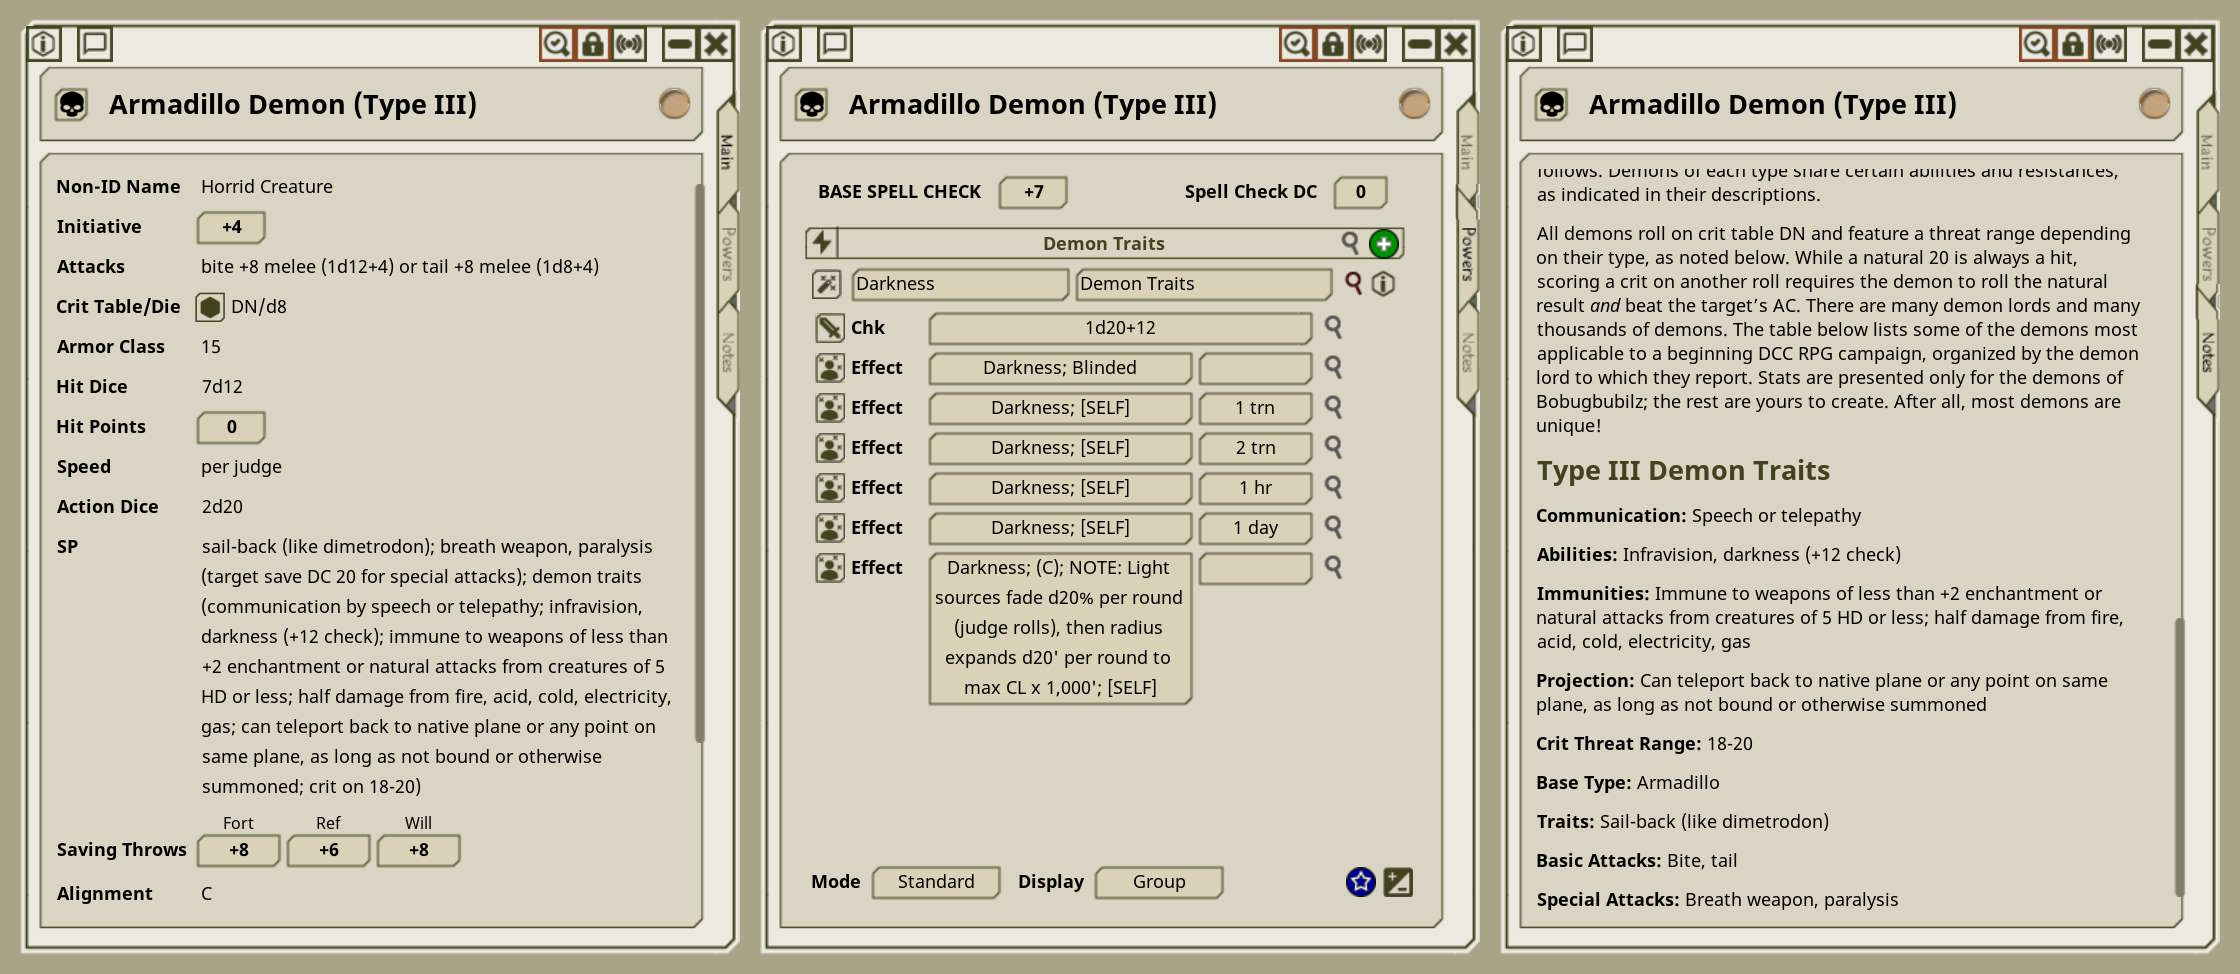 Armadillo Demon (Type III)
Main
Powers
Notes
Non-ID Name Horrid Creature
Initiative +4
Attacks bite +8 melee (1d12+4) or tail +8 melee (1d8+4)
Crit Table/Die DN/d8
Armor Class 15
Hit Dice 7d12
Hit Points 0
Speed per judge
Action Dice 2d20
SP sail-back (like dimetrodon); breath weapon, paralysis
(target save DC 20 for special attacks); demon traits
(communication by speech or telepathy; infravision,
darkness (+12 check); immune to weapons of less than
+2 enchantment or natural attacks from creatures of 5
HD or less; half damage from fire, acid, cold, electricity,
gas; can teleport back to native plane or any point on
same plane, as long as not bound or otherwise
summoned; crit on 18-20)
Fort Ref Will
Saving Throws +8 +6 +8
Alignment C
Armadillo Demon (Type III)
Main
Powers
Notes
BASE SPELL CHECK +7 Spell Check DC 0
Demon Traits
Darkness Demon Traits
Chk 1d20+12
Effect Darkness; Blinded
Effect Darkness; [SELF] 1 trn
Effect Darkness; [SELF] 2 trn
Effect Darkness; [SELF] 1 hr
Effect Darkness; [SELF] 1 day
Effect Darkness; (C); NOTE: Light
sources fade d20% per round
(judge rolls), then radius
expands d20' per round to
max CL x 1,000'; [SELF]
Mode Standard Display Group
Armadillo Demon (Type III)
Main
Powers
Notes
follows. Demons of each type share certain abilities and resistances,
as indicated in their descriptions.
All demons roll on crit table DN and feature a threat range depending
on their type, as noted below. While a natural 20 is always a hit,
scoring a crit on another roll requires the demon to roll the natural
result and beat the target’s AC. There are many demon lords and many
thousands of demons. The table below lists some of the demons most
applicable to a beginning DCC RPG campaign, organized by the demon
lord to which they report. Stats are presented only for the demons of
Bobugbubilz; the rest are yours to create. After all, most demons are
unique!
Type III Demon Traits
Communication: Speech or telepathy
Abilities: Infravision, darkness (+12 check)
Immunities: Immune to weapons of less than +2 enchantment or
natural attacks from creatures of 5 HD or less; half damage from fire,
acid, cold, electricity, gas
Projection: Can teleport back to native plane or any point on same
plane, as long as not bound or otherwise summoned
Crit Threat Range: 18-20
Base Type: Armadillo
Traits: Sail-back (like dimetrodon)
Basic Attacks: Bite, tail
Special Attacks: Breath weapon, paralysis